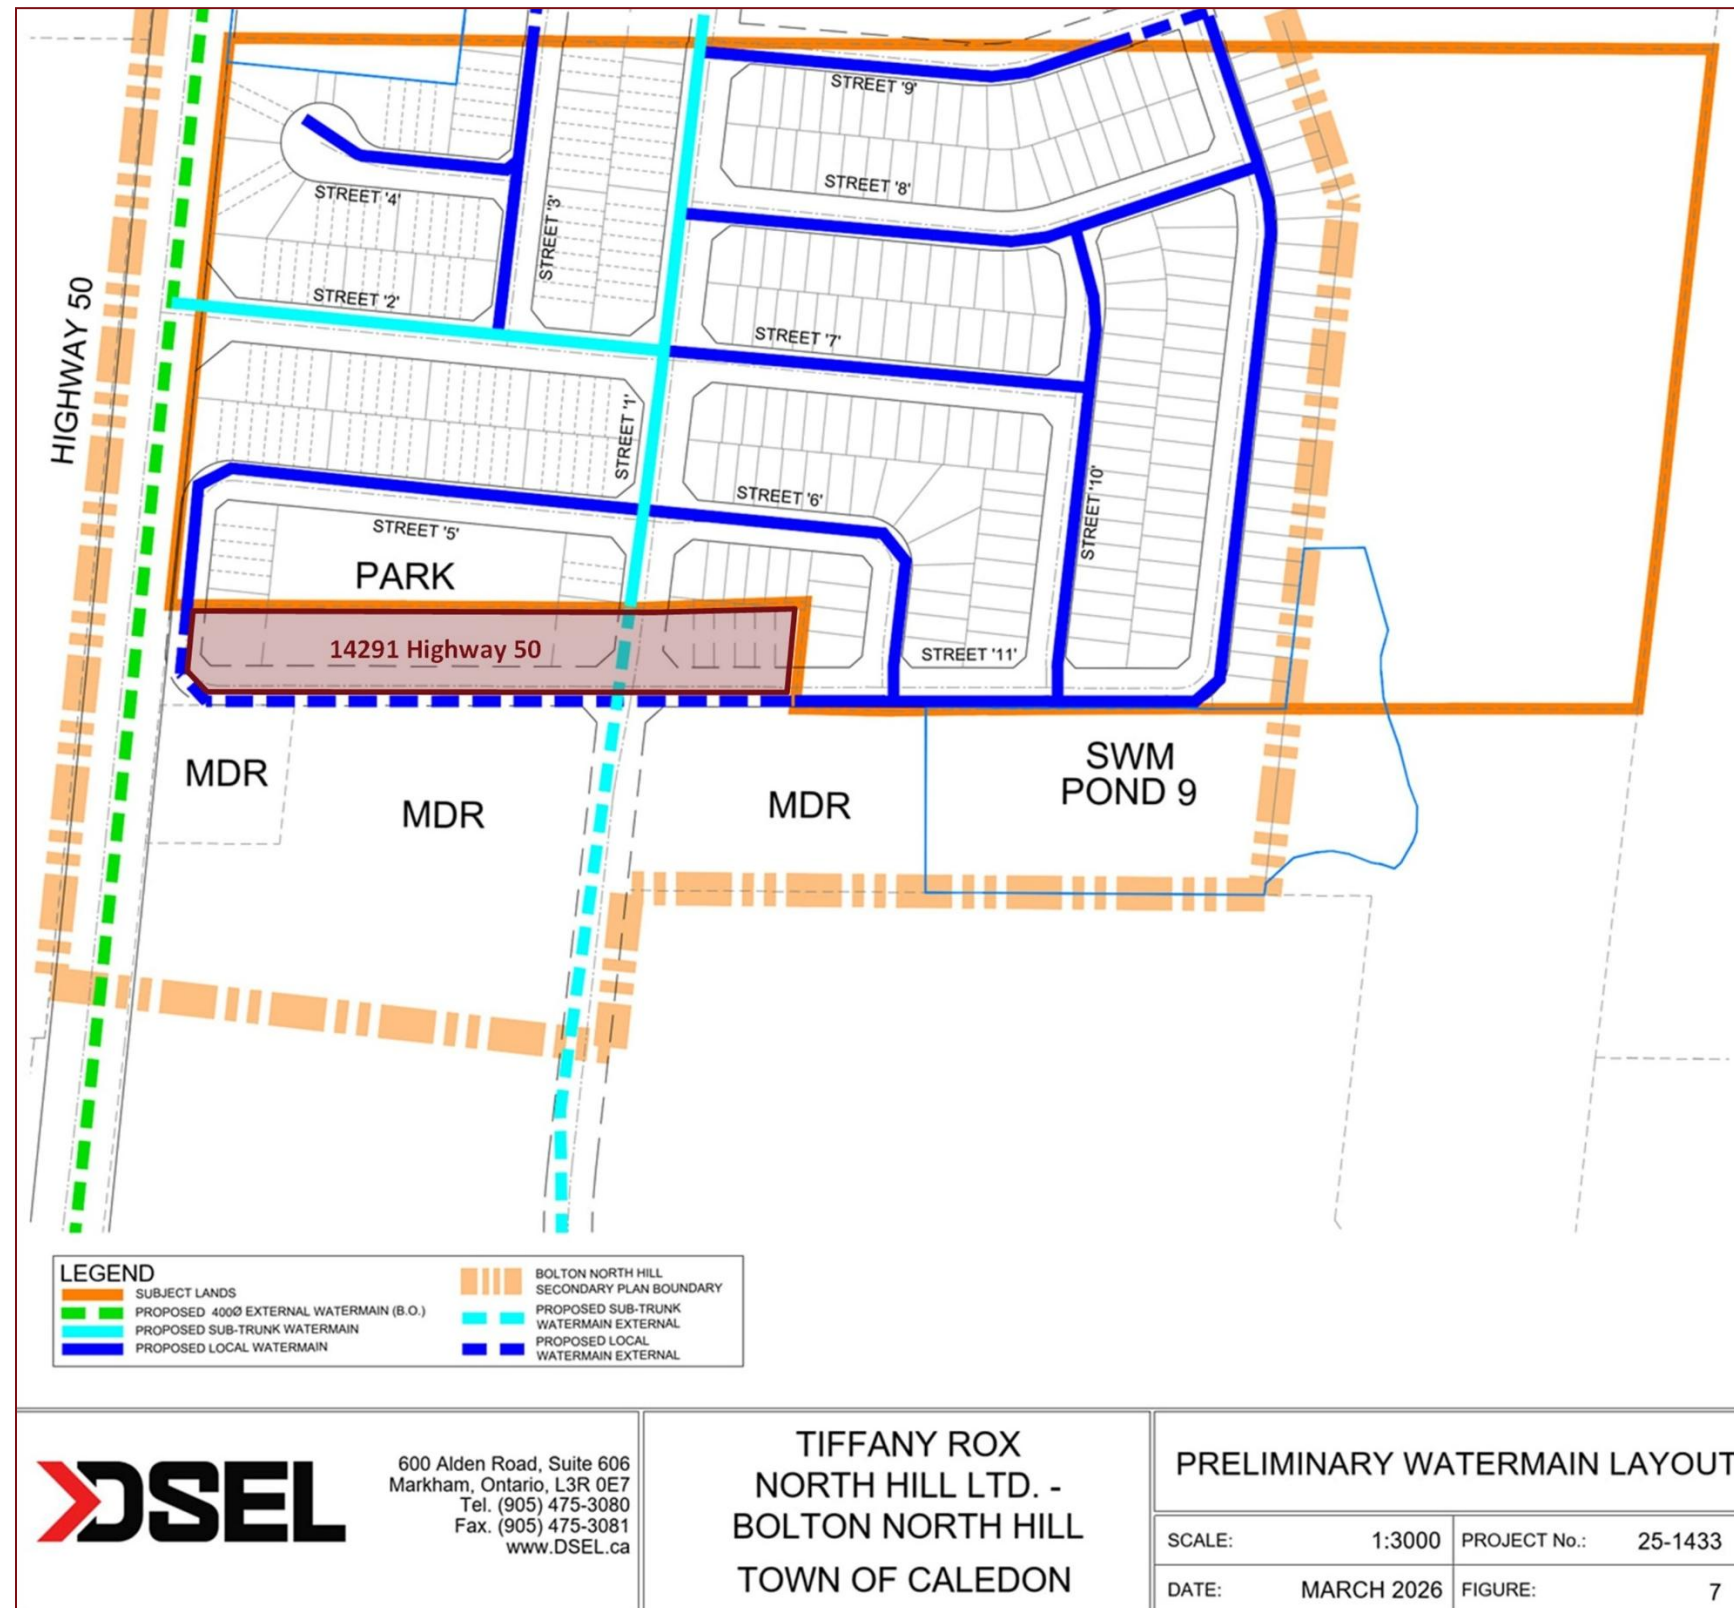 STREET '9'
STREET '8'
STREET '4'
STREET '3'
HIGHWAY 50
STREET '2'
STREET '7'
STREET '1'
STREET '6'
STREET '10'
STREET '5'
PARK
14291 Highway 50
STREET '11'
MDR
MDR
MDR
SWM
POND 9
LEGEND
SUBJECT LANDS
PROPOSED 400Ø EXTERNAL WATERMAIN (B.O.)
PROPOSED SUB-TRUNK WATERMAIN
PROPOSED LOCAL WATERMAIN
BOLTON NORTH HILL
SECONDARY PLAN BOUNDARY
PROPOSED SUB-TRUNK
WATERMAIN EXTERNAL
PROPOSED LOCAL
WATERMAIN EXTERNAL
DSEL
600 Alden Road, Suite 606
Markham, Ontario, L3R 0E7
Tel. (905) 475-3080
Fax. (905) 475-3081
www.DSEL.ca
TIFFANY ROX
NORTH HILL LTD. -
BOLTON NORTH HILL
TOWN OF CALEDON
PRELIMINARY WATERMAIN LAYOUT
SCALE: 1:3000
PROJECT No.: 25-1433
DATE: MARCH 2026
FIGURE: 7